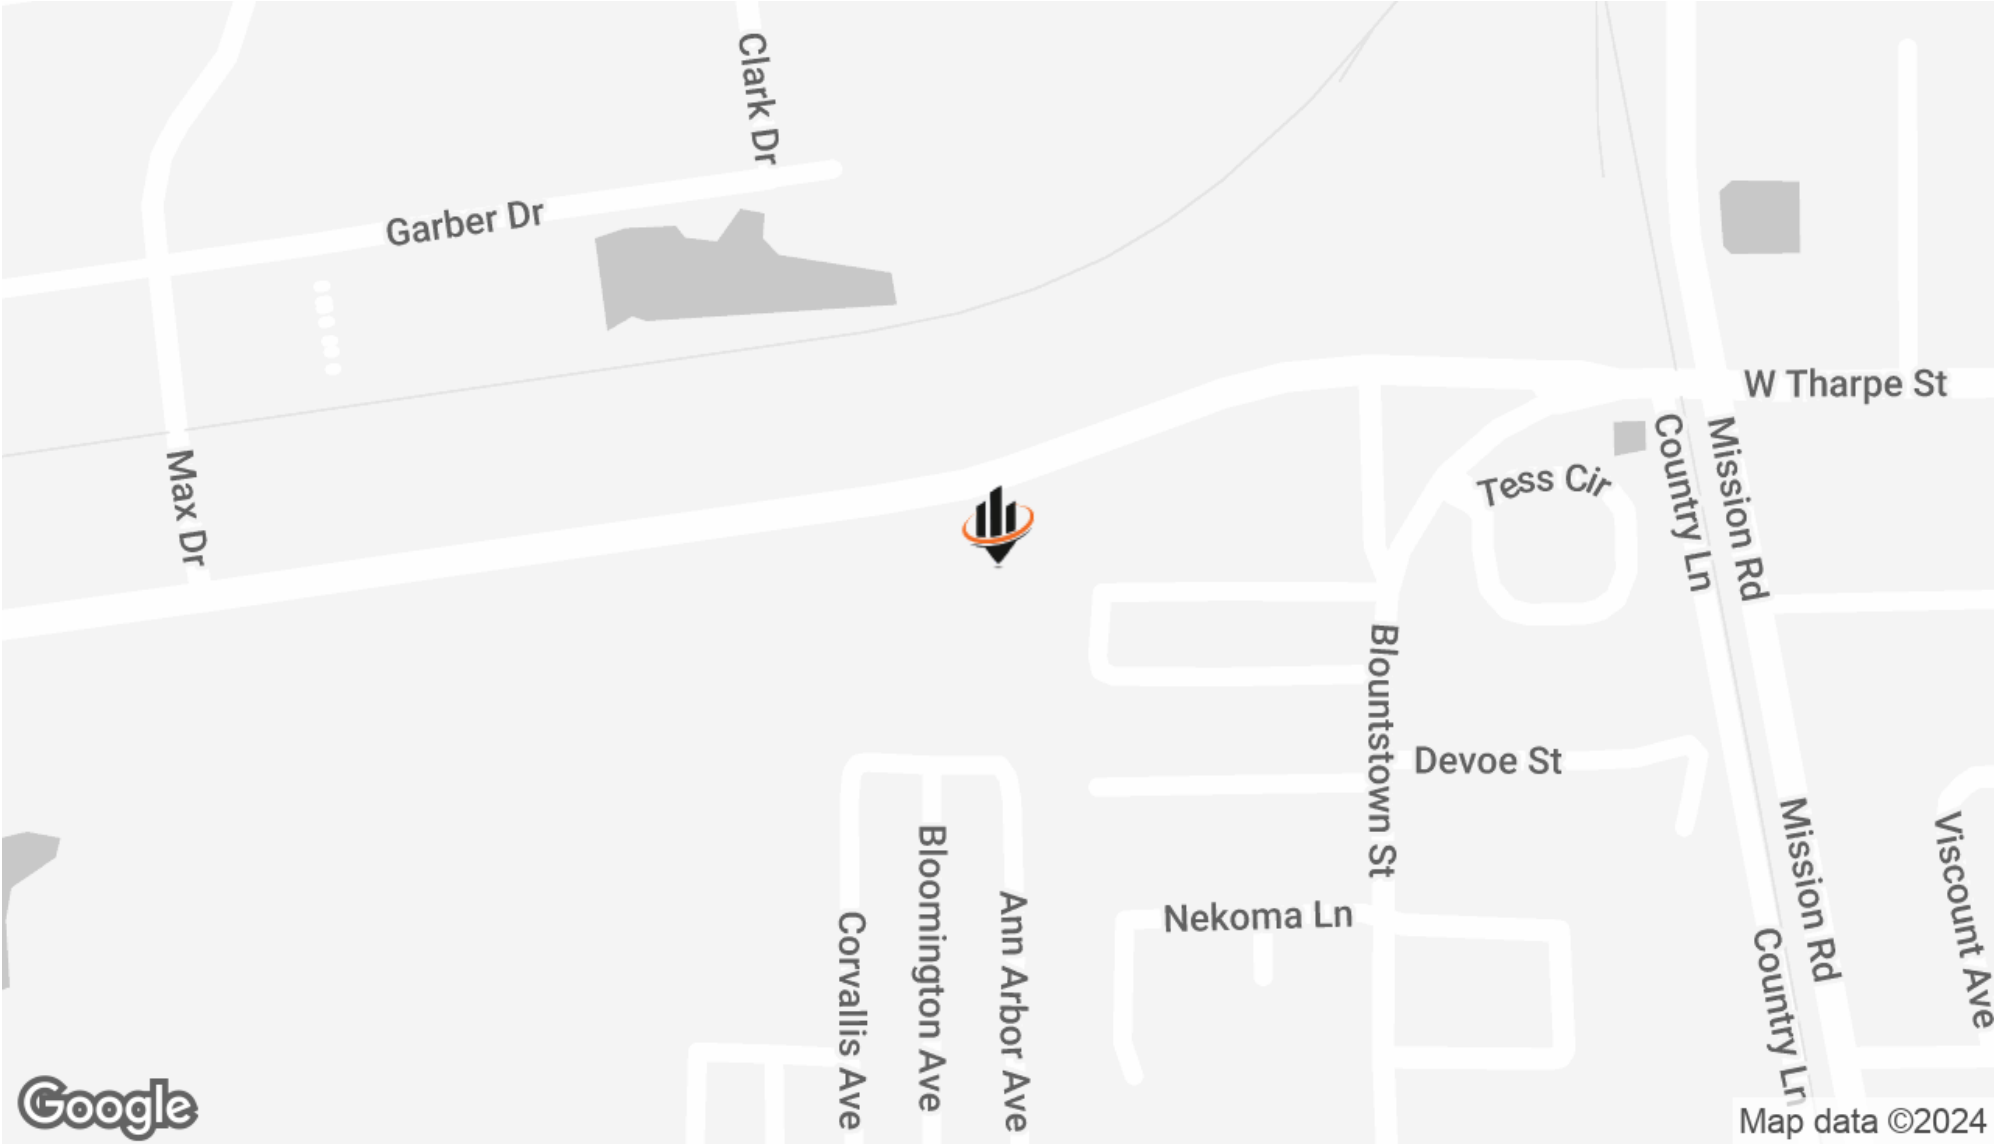 Clark Dr
Garber Dr
W Tharpe St
Max Dr
Tess Cir
Country Ln
Mission Rd
Blountstown St
Devoe St
Mission Rd
Viscount Ave
Bloomington Ave
Ann Arbor Ave
Nekoma Ln
Corvallis Ave
Country Ln
Google
Map data ©2024